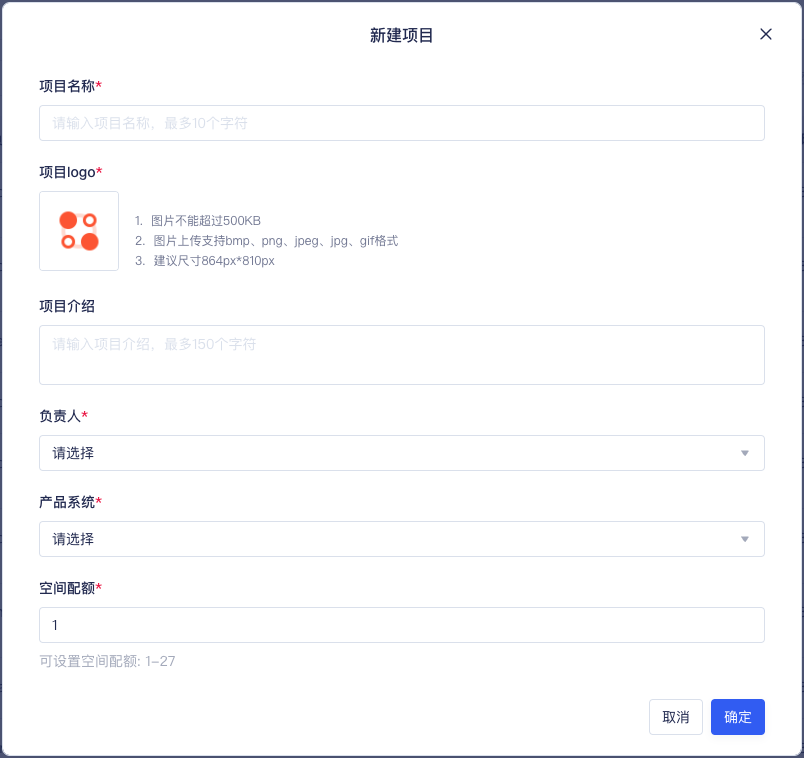 新建项目
项目名称*
请输入项目名称，最多10个字符
项目logo*
1. 图片不能超过500KB
2. 图片上传支持bmp、png、jpeg、jpg、gif格式
3. 建议尺寸864px*810px
项目介绍
请输入项目介绍，最多150个字符
负责人*
请选择
产品系统*
请选择
空间配额*
1
可设置空间配额: 1-27
取消 确定